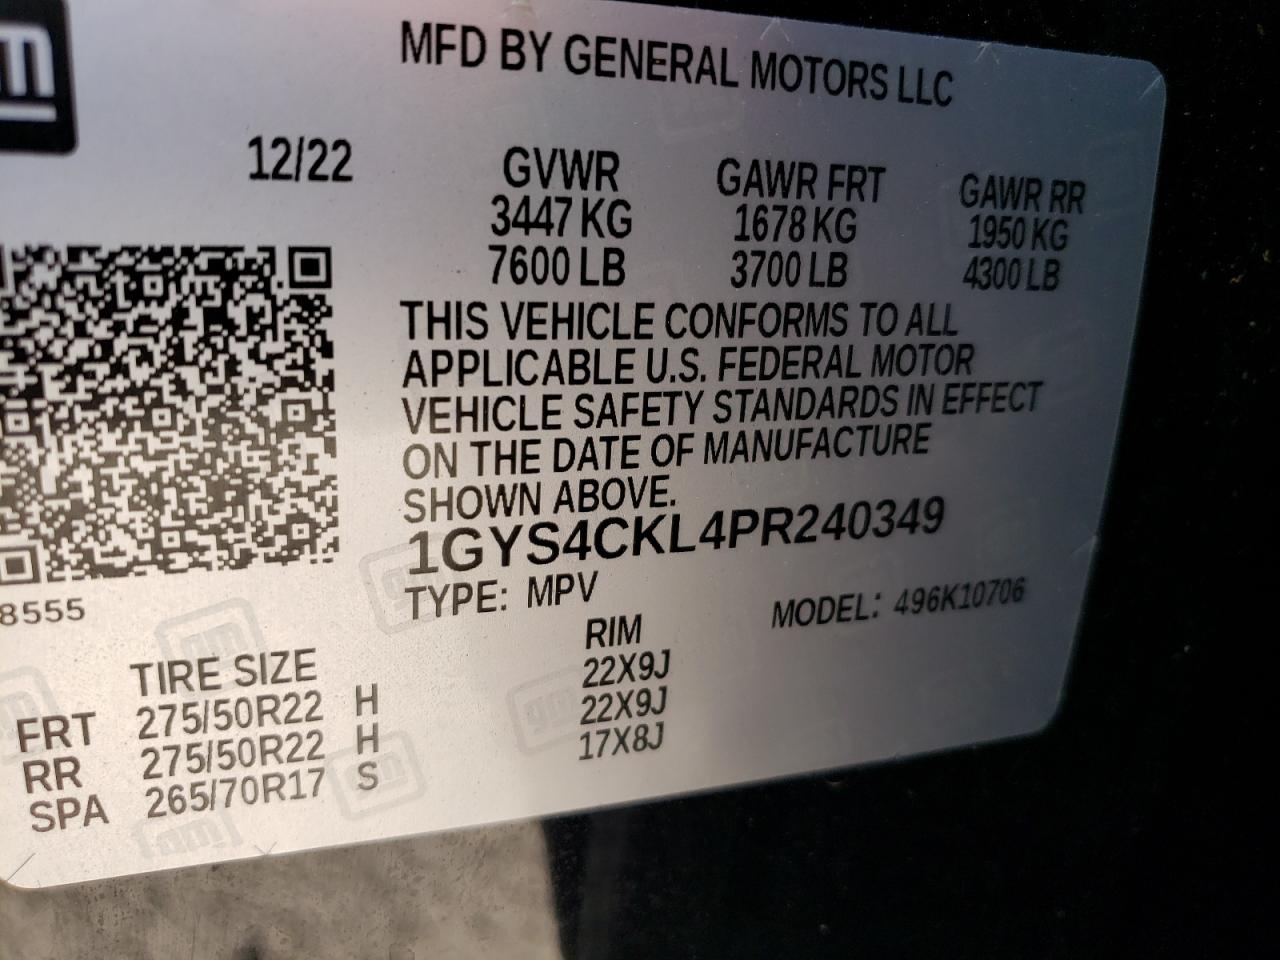 gm
MFD BY GENERAL MOTORS LLC
12/22
GVWR GAWR FRT GAWR RR
3447 KG 1678 KG 1950 KG
7600 LB 3700 LB 4300 LB
THIS VEHICLE CONFORMS TO ALL
APPLICABLE U.S. FEDERAL MOTOR
VEHICLE SAFETY STANDARDS IN EFFECT
ON THE DATE OF MANUFACTURE
SHOWN ABOVE.
1GYS4CKL4PR240349
8555
TYPE: MPV MODEL: 496K10706
TIRE SIZE RIM
FRT 275/50R22 H 22X9J
RR 275/50R22 H 22X9J
SPA 265/70R17 S 17X8J